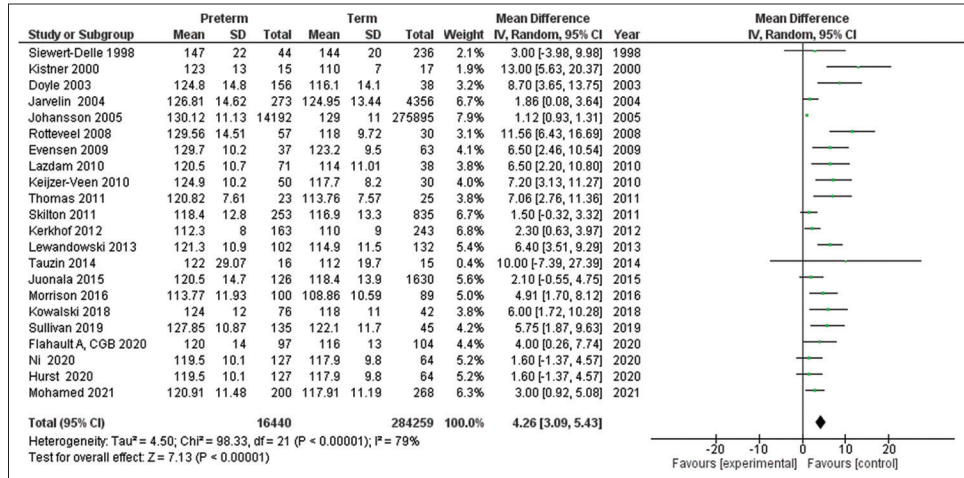 Preterm Term Mean Difference Mean Difference
Study or Subgroup Mean SD Total Mean SD Total Weight IV, Random, 95% CI Year IV, Random, 95% CI
Siewert-Delle 1998 147 22 44 144 20 236 2.1% 3.00 [-3.98, 9.98] 1998
Kistner 2000 123 13 15 110 7 17 1.9% 13.00 [5.63, 20.37] 2000
Doyle 2003 124.8 14.8 156 116.1 14.1 38 3.4% 8.70 [3.65, 13.75] 2003
Jarvelin 2004 126.81 14.62 273 124.95 13.44 4356 6.7% 1.86 [0.08, 3.64] 2004
Johansson 2005 130.12 11.13 14192 129 11 275895 7.9% 1.12 [0.93, 1.31] 2005
Rotteveel 2008 129.56 14.51 57 118 9.72 30 3.3% 11.56 [6.43, 16.69] 2008
Evensen 2009 129.7 10.2 37 123.2 9.5 63 4.2% 6.50 [2.46, 10.54] 2009
Lazdam 2010 120.5 10.7 71 114 11.01 38 4.0% 6.50 [2.20, 10.80] 2010
Keijzer-Veen 2010 124.9 10.2 50 117.7 8.2 30 4.2% 7.20 [3.13, 11.27] 2010
Thomas 2011 120.82 7.61 23 113.76 7.57 25 4.0% 7.06 [2.76, 11.36] 2011
Skilton 2011 118.4 12.8 253 116.9 13.3 835 6.7% 1.50 [-0.32, 3.32] 2011
Kerkhof 2012 112.3 8 163 110 9 243 6.8% 2.30 [0.63, 3.97] 2012
Lewandowski 2013 121.3 10.9 102 114.9 11.5 132 5.4% 6.40 [3.51, 9.29] 2013
Tauzin 2014 122 29.07 16 112 19.7 15 0.4% 10.00 [-7.39, 27.39] 2014
Juonala 2015 120.5 14.7 126 118.4 13.9 1630 5.7% 2.10 [-0.55, 4.75] 2015
Morrison 2016 113.77 11.93 100 108.86 10.59 89 5.1% 4.91 [1.70, 8.12] 2016
Kowalski 2018 124 12 76 118 11 42 4.0% 6.00 [1.72, 10.28] 2018
Sullivan 2019 127.85 10.87 135 122.1 11.7 45 4.4% 5.75 [1.87, 9.63] 2019
Flahault A, CGB 2020 120 14 97 116 13 104 4.5% 4.00 [0.26, 7.74] 2020
Ni 2020 119.5 10.1 127 117.9 9.8 64 5.3% 1.60 [-1.37, 4.57] 2020
Hurst 2020 119.5 10.1 127 117.9 9.8 64 5.3% 1.60 [-1.37, 4.57] 2020
Mohamed 2021 120.91 11.48 200 117.91 11.19 268 6.3% 3.00 [0.92, 5.08] 2021
Total (95% CI) 16440 284259 100.0% 4.26 [3.09, 5.43]
Heterogeneity: Tau² = 4.50; Chi² = 98.33, df = 21 (P < 0.00001); I² = 79%
Test for overall effect: Z = 7.13 (P < 0.00001)
-20 -10 0 10 20
Favours [experimental] Favours [control]